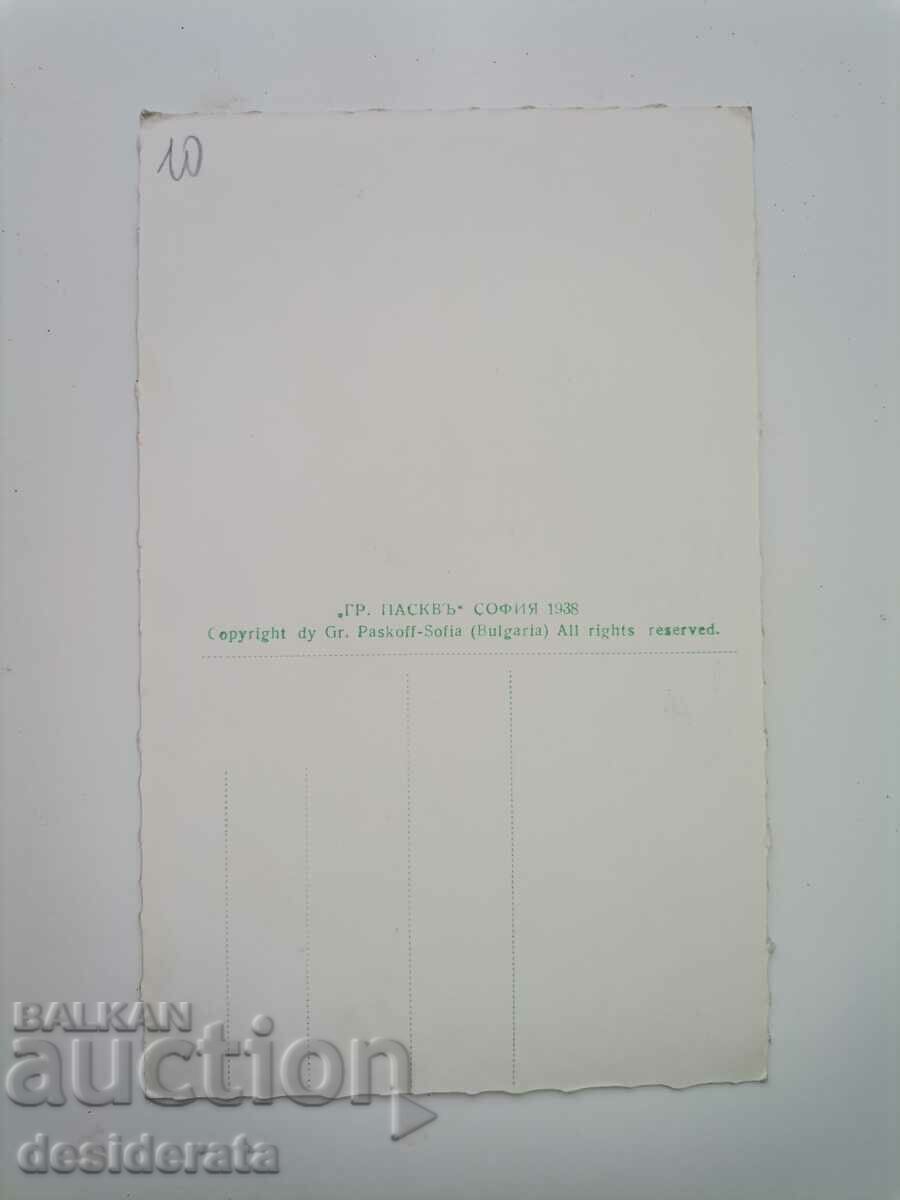 10
„ГР. ПАСКВЪ“ СОФИЯ 1938
Copyright dy Gr. Paskoff-Sofia (Bulgaria) All rights reserved.
BALKAN
auction
desiderata